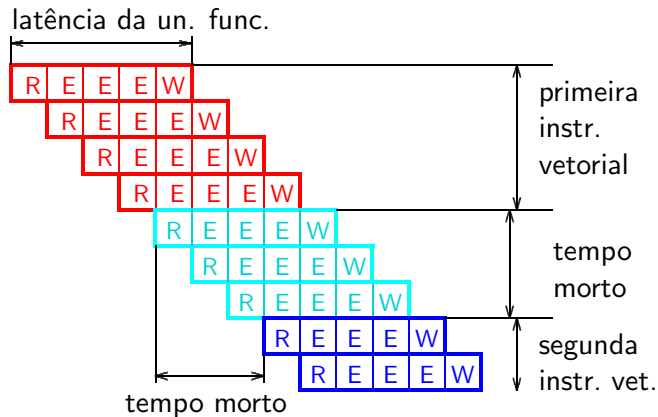 latência da un. func.
R E E E W
R E E E W
R E E E W
R E E E W
primeira
instr.
vetorial
R E E E W
R E E E W
R E E E W
tempo
morto
R E E E W
R E E E W
segunda
instr. vet.
tempo morto